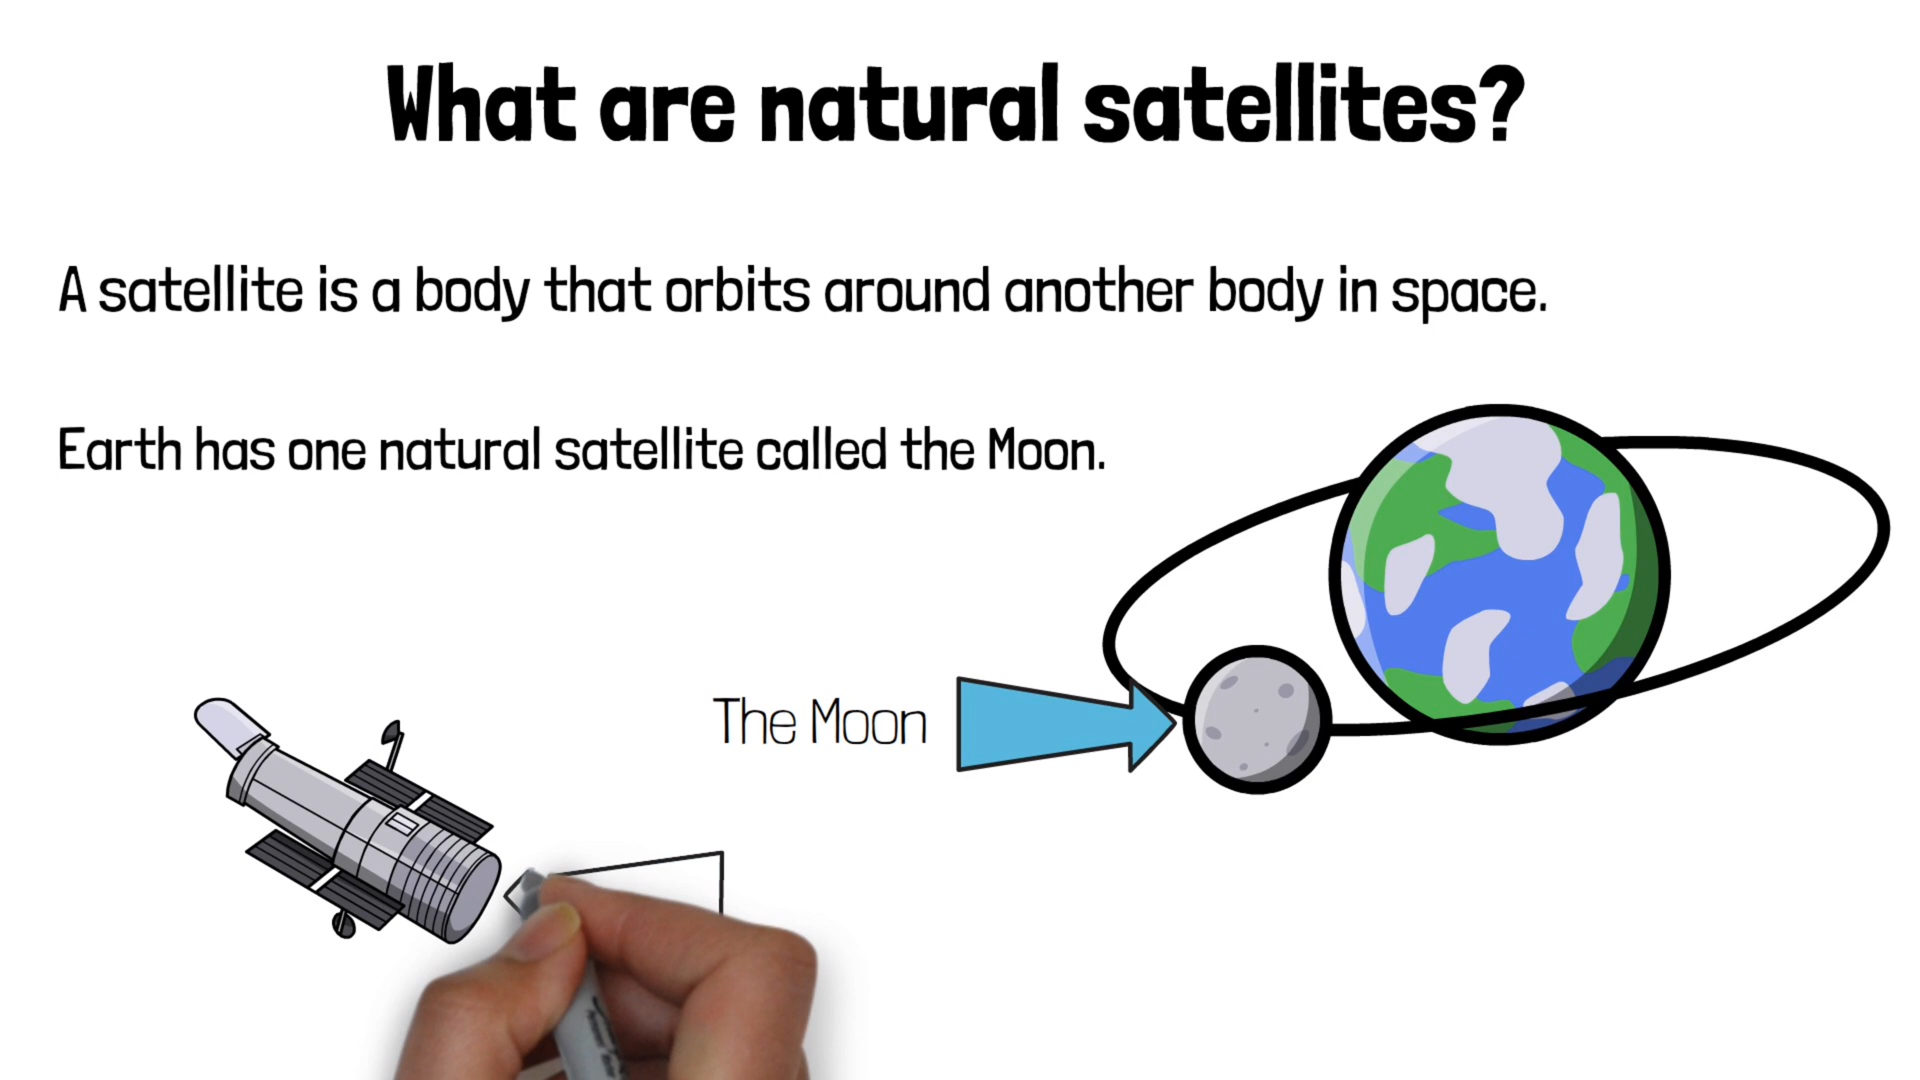 What are natural satellites?
A satellite is a body that orbits around another body in space.
Earth has one natural satellite called the Moon.
The Moon